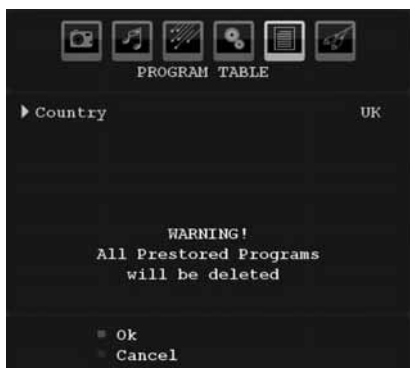 PROGRAM TABLE
Country UK
WARNING!
All Prestored Programs
will be deleted
Ok
Cancel